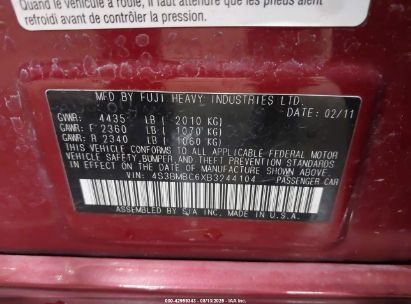 Quand le véhicule a roulé, il faut attendre que les pneus aient
refroidi avant de contrôler la pression.
MFD BY FUJI HEAVY INDUSTRIES LTD.
DATE: 02/11
GVWR: 4435 LB ( 2010 KG)
GAWR: F 2360 LB ( 1070 KG)
GAWR: R 2340 LB ( 1060 KG)
THIS VEHICLE CONFORMS TO ALL APPLICABLE FEDERAL MOTOR
VEHICLE SAFETY, BUMPER, AND THEFT PREVENTION STANDARDS
IN EFFECT ON THE DATE OF MANUFACTURE SHOWN ABOVE.
VIN: 4S3BMBC6XB3244104
PASSENGER CAR
ASSEMBLED BY SIA INC. MADE IN U.S.A.